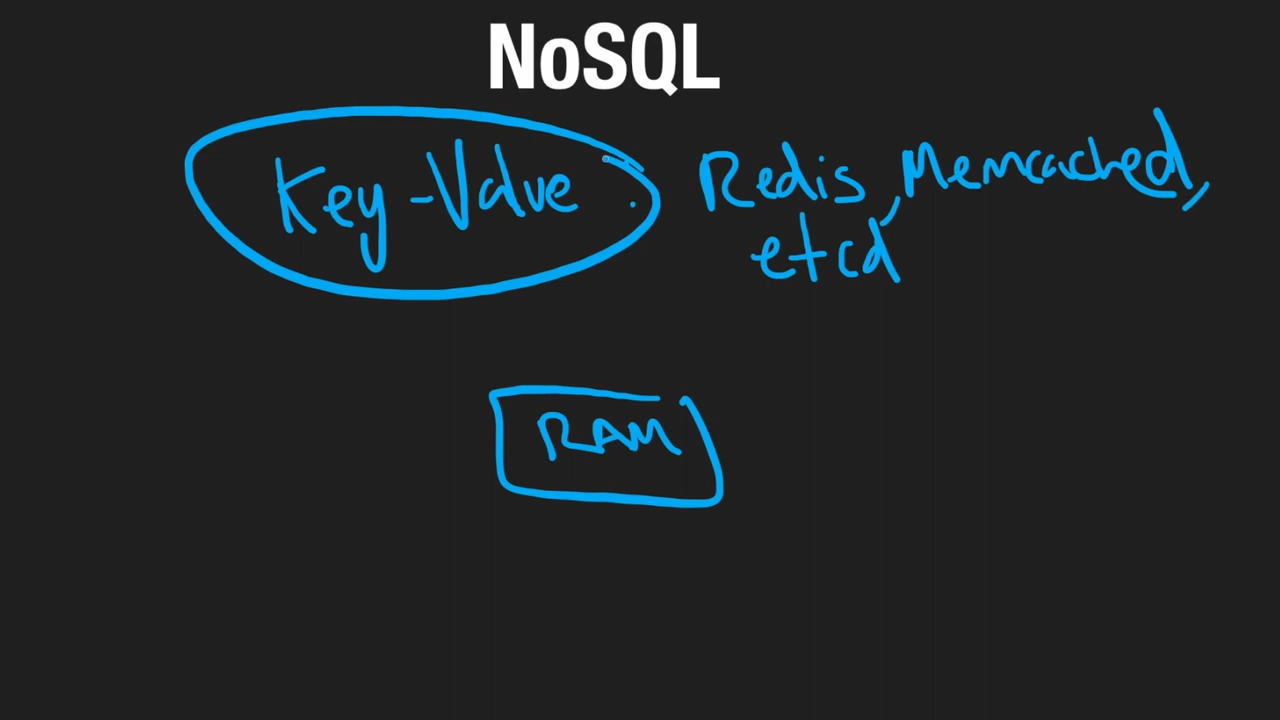 NoSQL
Key-Value Redis, Memcached,
etcd
RAM